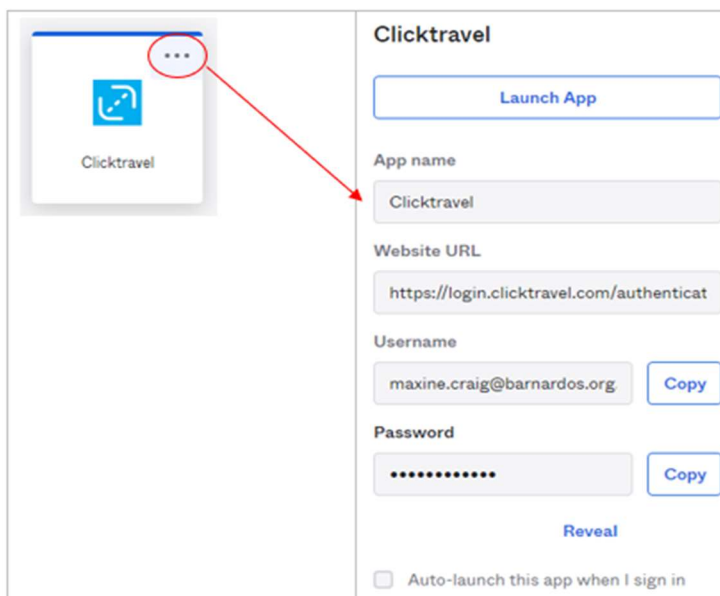 Clicktravel
Clicktravel
Launch App
App name
Clicktravel
Website URL
https://login.clicktravel.com/authenticat
Username
maxine.craig@barnardos.org.
Copy
Password
••••••••••••
Copy
Reveal
Auto-launch this app when I sign in